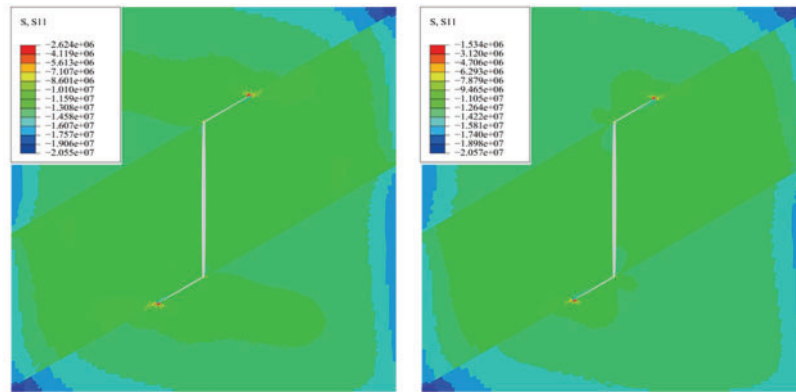 S, S11
−2.624e+06
−4.119e+06
−5.613e+06
−7.107e+06
−8.601e+06
−1.010e+07
−1.159e+07
−1.308e+07
−1.458e+07
−1.607e+07
−1.757e+07
−1.906e+07
−2.055e+07
S, S11
−1.534e+06
−3.120e+06
−4.706e+06
−6.293e+06
−7.879e+06
−9.465e+06
−1.105e+07
−1.264e+07
−1.422e+07
−1.581e+07
−1.740e+07
−1.898e+07
−2.057e+07